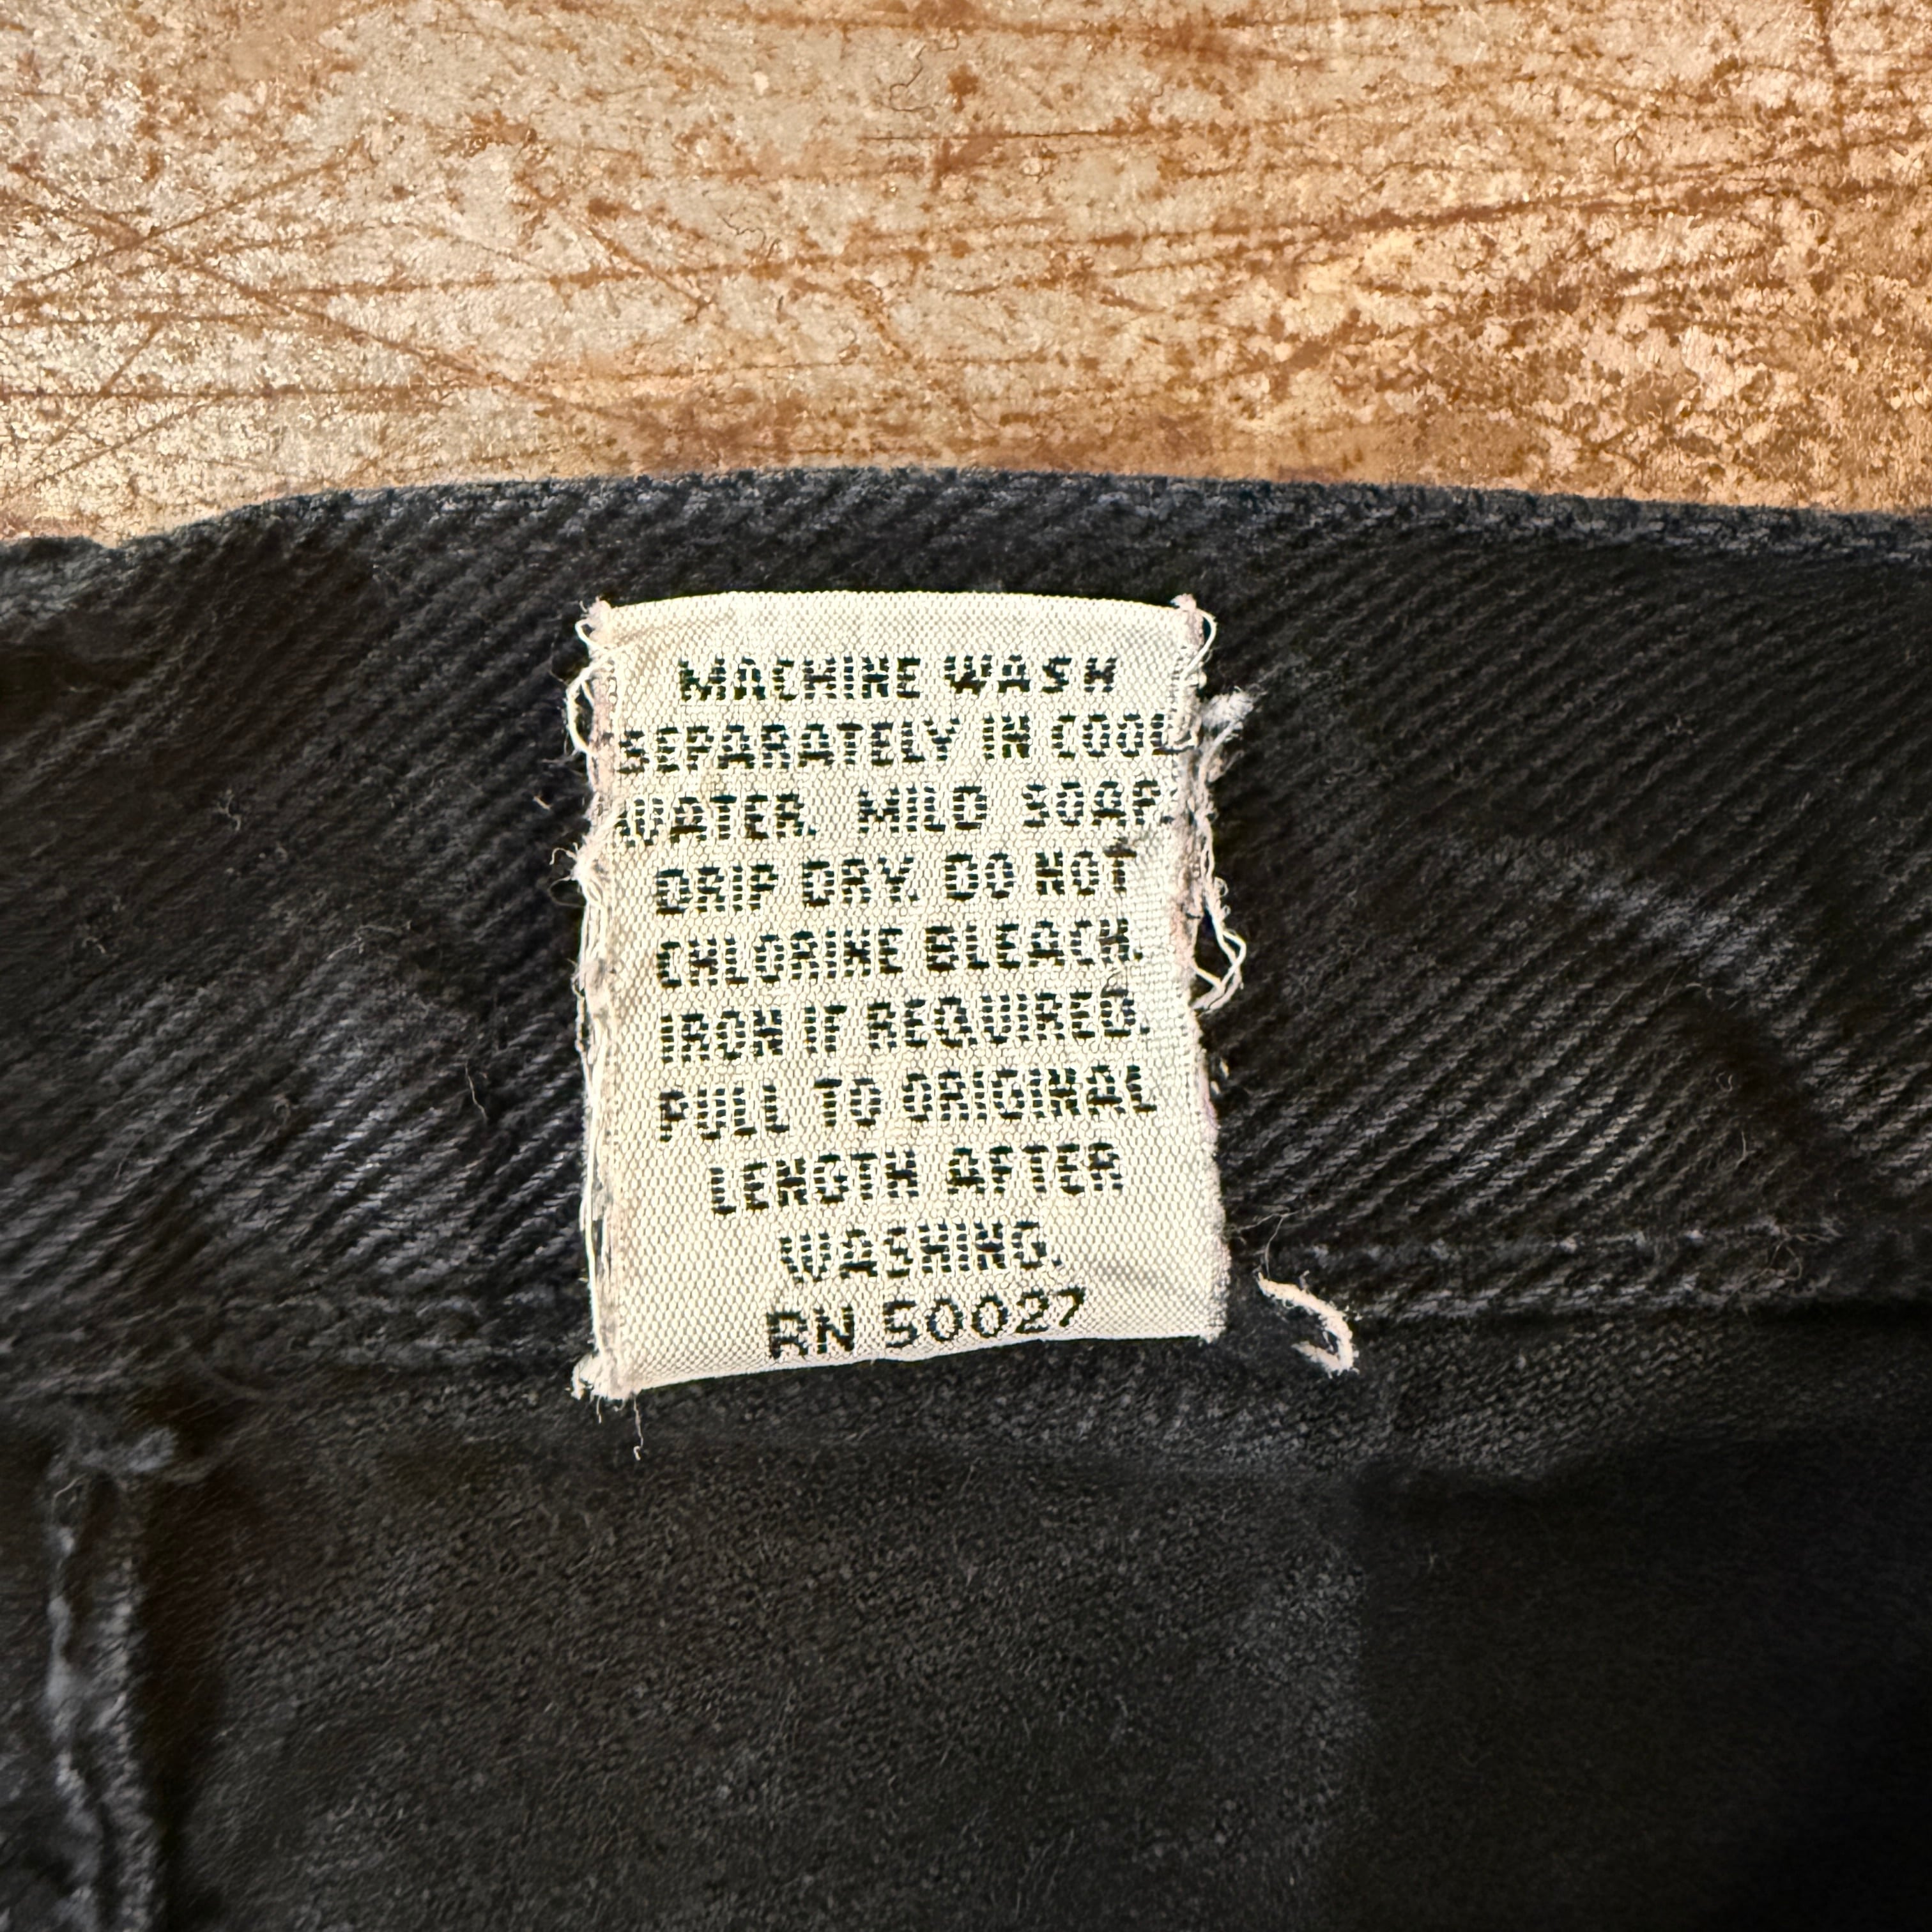 MACHINE WASH
SEPARATELY IN COOL
WATER. MILD SOAP.
DRIP DRY. DO NOT
CHLORINE BLEACH.
IRON IF REQUIRED.
PULL TO ORIGINAL
LENGTH AFTER
WASHING.
RN 50027